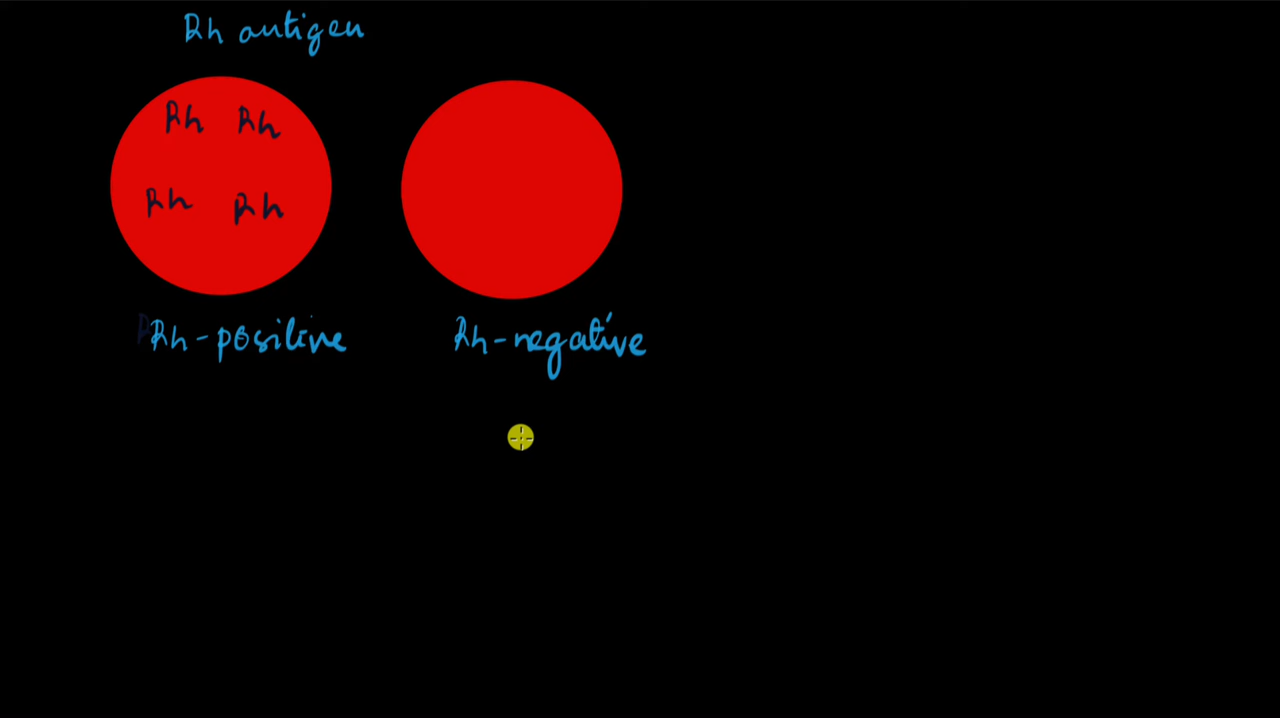 Rh antigen
Rh Rh
Rh Rh
Rh-positive
Rh-negative